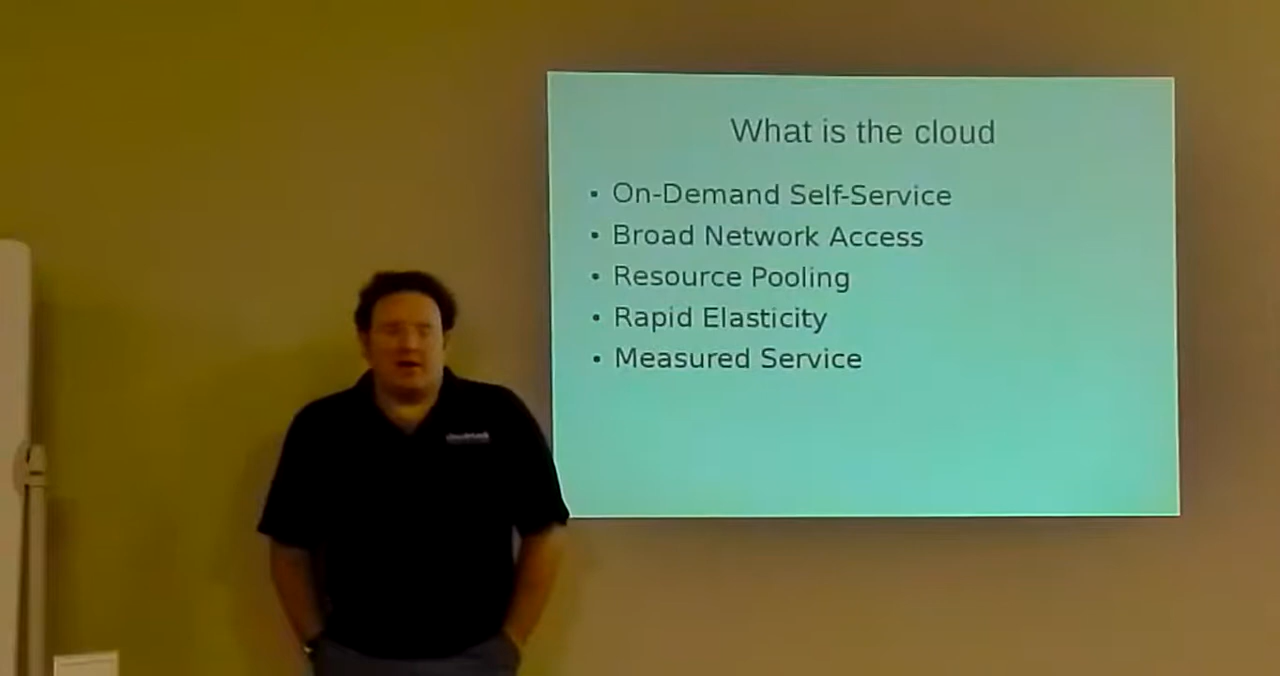 What is the cloud
• On-Demand Self-Service
• Broad Network Access
• Resource Pooling
• Rapid Elasticity
• Measured Service